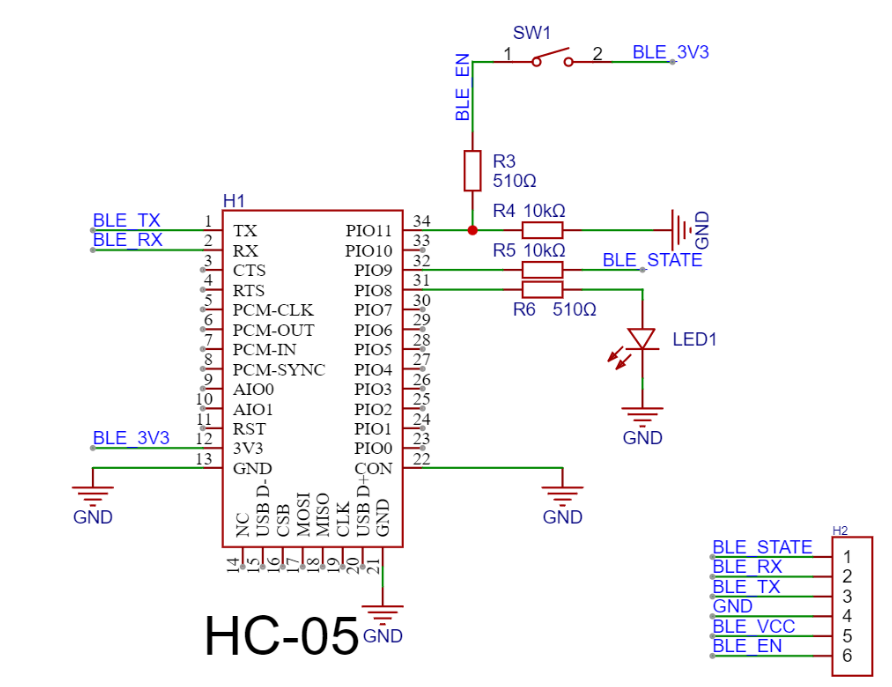 SW1
BLE_EN
1
2
BLE_3V3
R3
510Ω
H1
R4 10kΩ
GND
BLE_TX
1
TX
PIO11
34
BLE_RX
2
RX
PIO10
33
R5 10kΩ
BLE_STATE
3
CTS
PIO9
32
4
RTS
PIO8
31
R6 510Ω
5
PCM-CLK
PIO7
30
6
PCM-OUT
PIO6
29
LED1
7
PCM-IN
PIO5
28
8
PCM-SYNC
PIO4
27
9
AIO0
PIO3
26
10
AIO1
PIO2
25
11
RST
PIO1
24
BLE_3V3
12
3V3
PIO0
23
GND
13
GND
CON
22
GND
GND
NC
USB D-
CSB
MOSI
MISO
CLK
USB D+
GND
14
15
16
17
18
19
20
21
HC-05
GND
H2
BLE_STATE
1
BLE_RX
2
BLE_TX
3
GND
4
BLE_VCC
5
BLE_EN
6